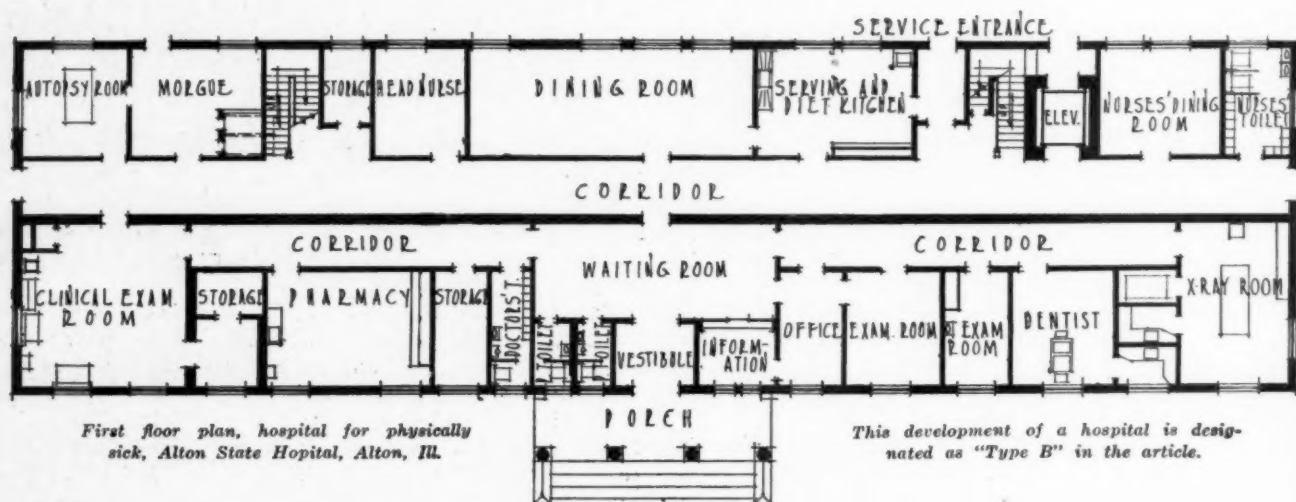 SERVICE ENTRANCE
AUTOPSY ROOM
MORGUE
STORAGE
HEAD NURSE
DINING ROOM
SERVING AND
DIET KITCHEN
ELEV.
NURSES' DINING
ROOM
NURSES'
TOILET
CORRIDOR
CORRIDOR
CORRIDOR
WAITING ROOM
CLINICAL EXAM.
ROOM
STORAGE
PHARMACY
STORAGE
DOCTORS' T.
TOILET
TOILET
VESTIBULE
INFORM-
ATION
OFFICE
EXAM. ROOM
EXAM
ROOM
DENTIST
X-RAY ROOM
PORCH
First floor plan, hospital for physically
sick, Alton State Hopital, Alton, Ill.
This development of a hospital is desig-
nated as "Type B" in the article.